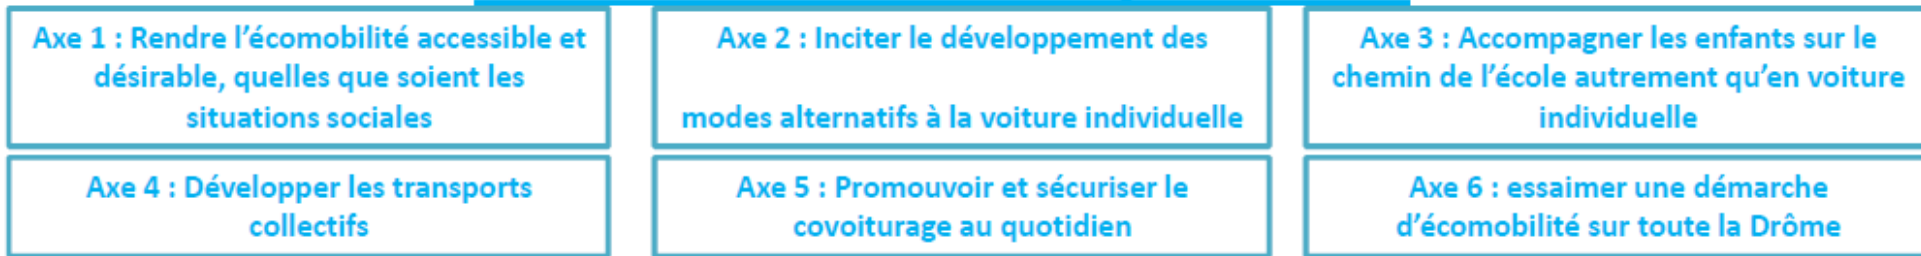 Axe 1 : Rendre l'écomobilité accessible et
désirable, quelles que soient les
situations sociales
Axe 2 : Inciter le développement des
modes alternatifs à la voiture individuelle
Axe 3 : Accompagner les enfants sur le
chemin de l'école autrement qu'en voiture
individuelle
Axe 4 : Développer les transports
collectifs
Axe 5 : Promouvoir et sécuriser le
covoiturage au quotidien
Axe 6 : essaimer une démarche
d'écomobilité sur toute la Drôme